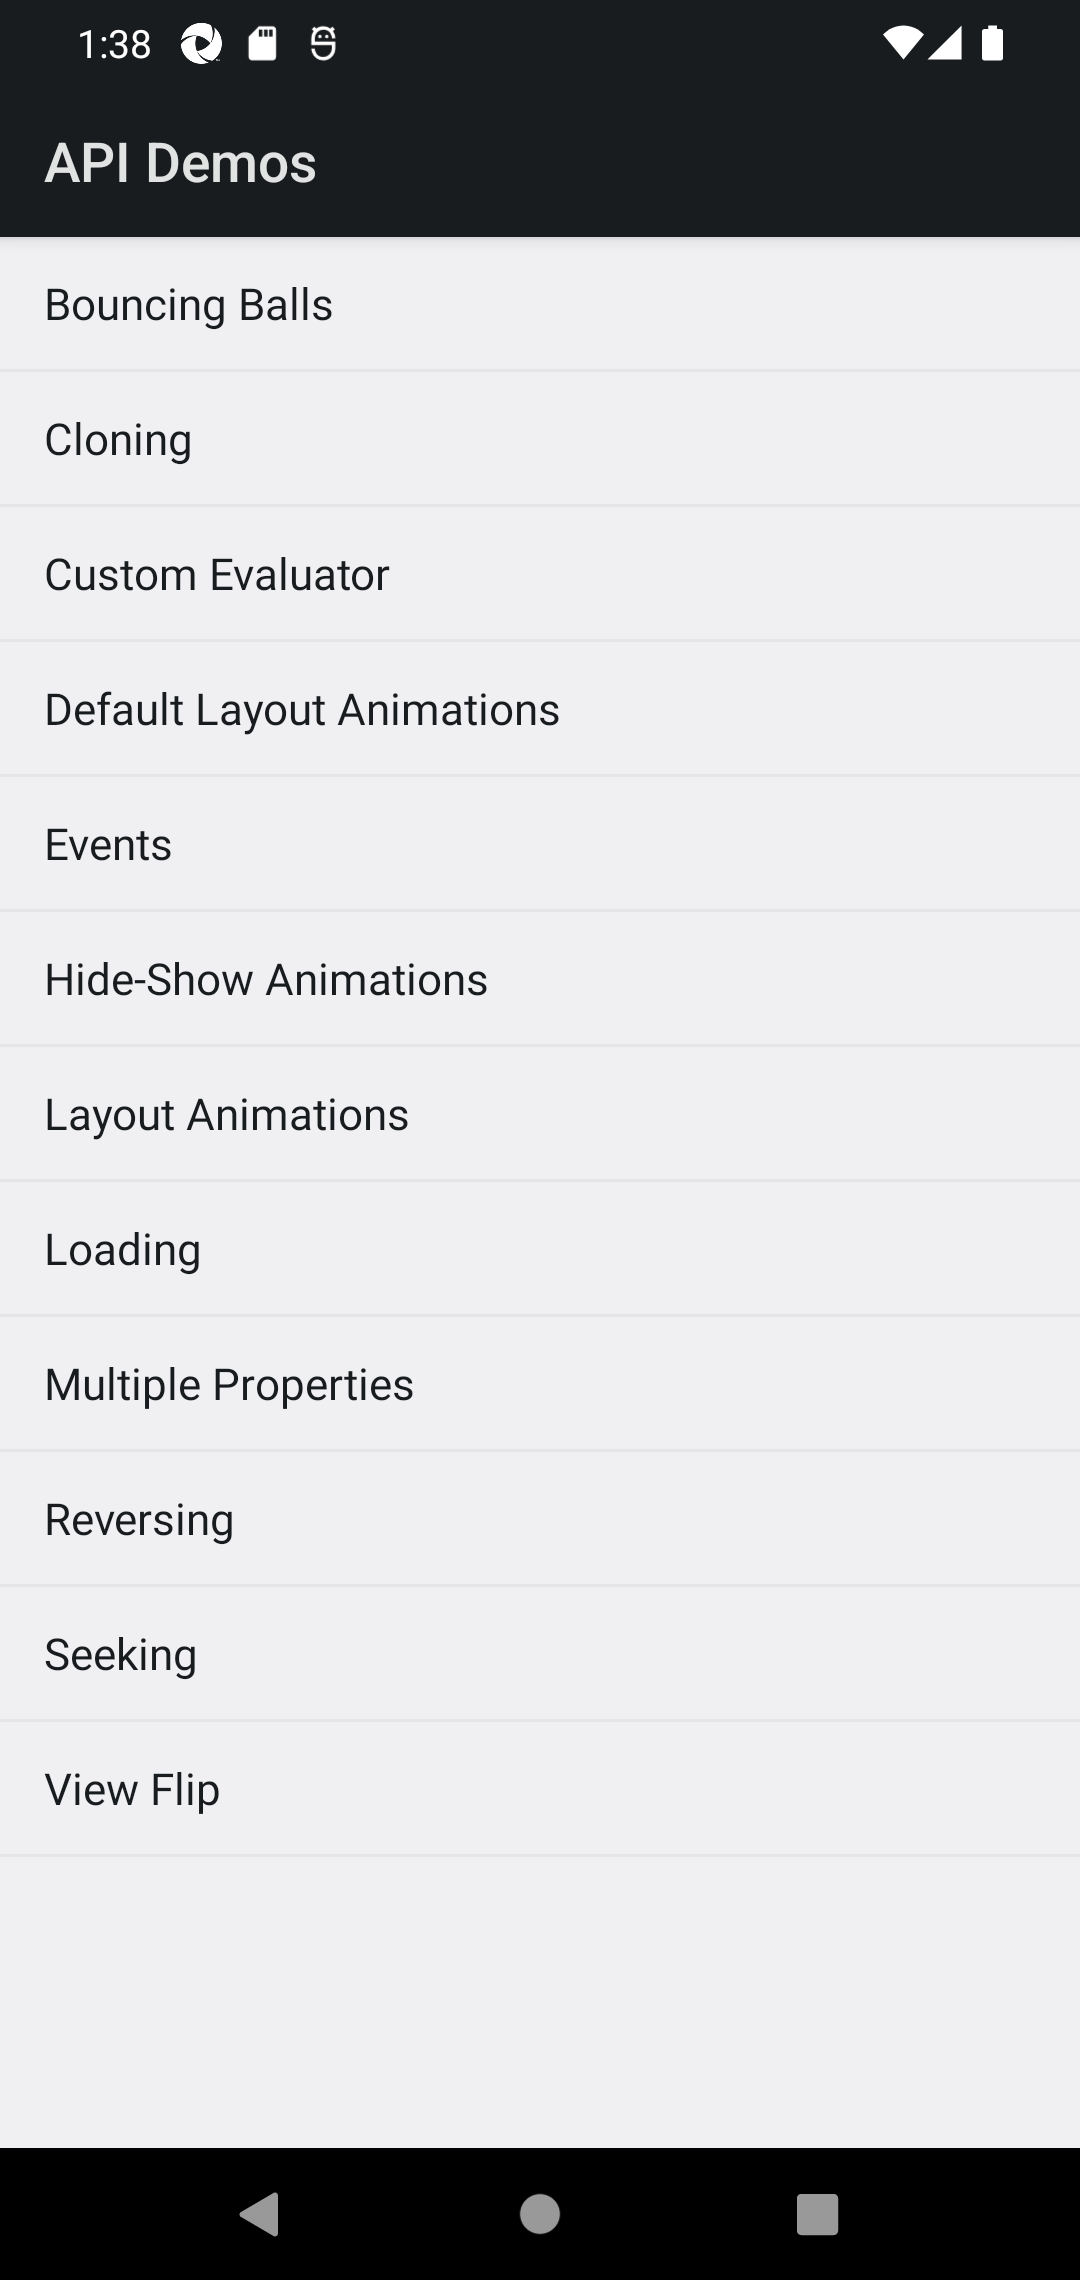 1:38
API Demos
Bouncing Balls
Cloning
Custom Evaluator
Default Layout Animations
Events
Hide-Show Animations
Layout Animations
Loading
Multiple Properties
Reversing
Seeking
View Flip